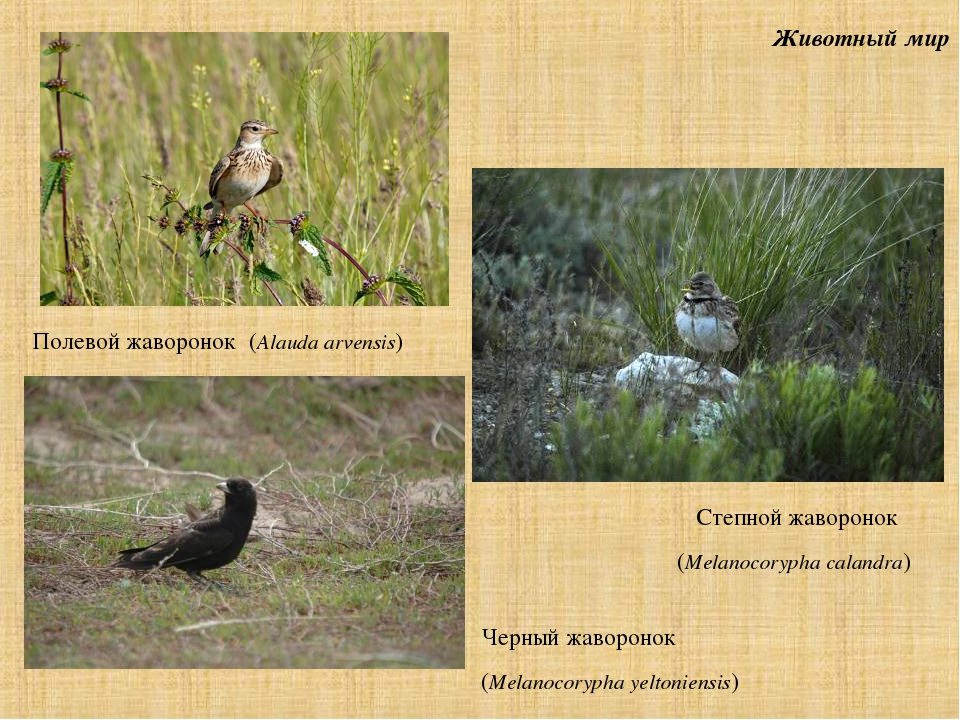 Животный мир
Полевой жаворонок (Alauda arvensis)
Степной жаворонок
(Melanocorypha calandra)
Черный жаворонок
(Melanocorypha yeltoniensis)